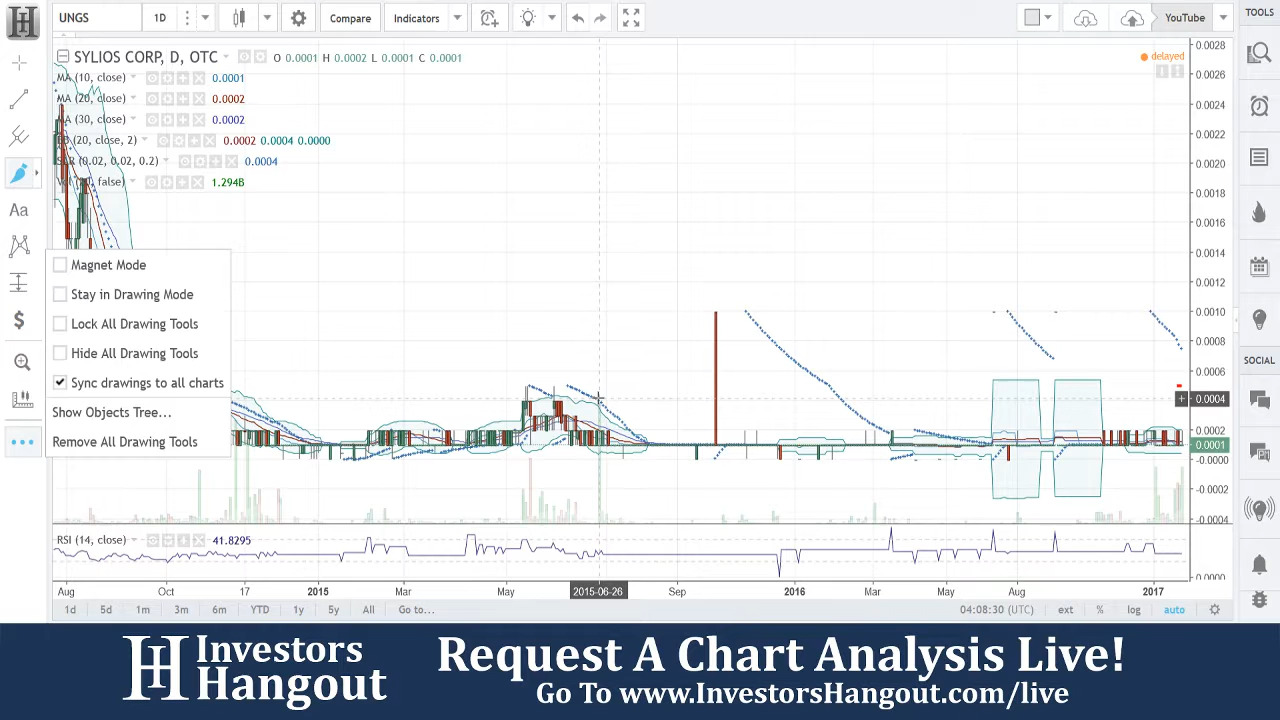 UNGS 1D Compare Indicators YouTube TOOLS
SYLIOS CORP, D, OTC O 0.0001 H 0.0002 L 0.0001 C 0.0001
delayed
MA (10, close) 0.0001
MA (20, close) 0.0002
MA (30, close) 0.0002
BB (20, close, 2) 0.0002 0.0004 0.0000
SAR (0.02, 0.02, 0.2) 0.0004
false) 1.294B
Aa
Magnet Mode
Stay in Drawing Mode
Lock All Drawing Tools
Hide All Drawing Tools
Sync drawings to all charts
Show Objects Tree...
Remove All Drawing Tools
0.0028
0.0026
0.0024
0.0022
0.0020
0.0018
0.0016
0.0014
0.0012
0.0010
0.0008
0.0006
0.0004
0.0002
0.0001
-0.0000
-0.0002
-0.0004
SOCIAL
RSI (14, close) 41.8295
0.0000
Aug Oct 17 2015 Mar May 2015-06-26 Sep 2016 Mar May Aug 2017
1d 5d 1m 3m 6m YTD 1y 5y All Go to... 04:08:30 (UTC) ext % log auto
H Investors Hangout
Request A Chart Analysis Live!
Go To www.InvestorsHangout.com/live